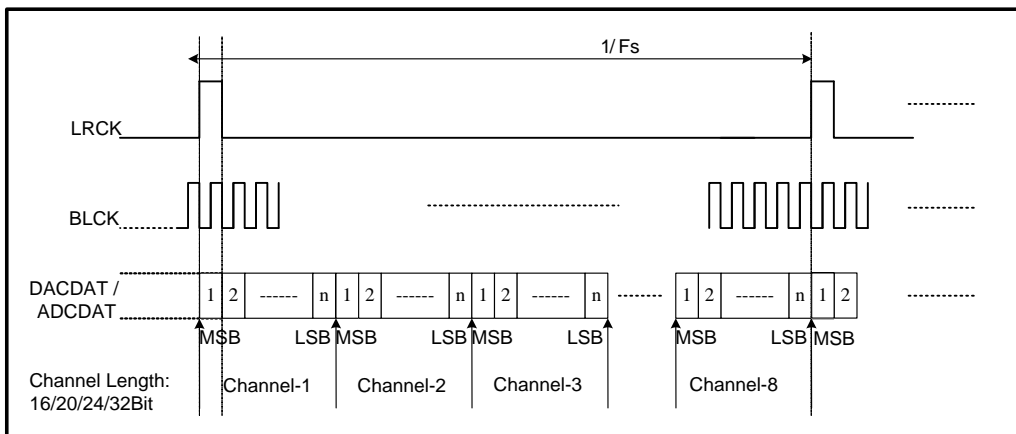 1/ Fs
LRCK
BLCK
DACDAT /
ADCDAT
1 2 ------ n 1 2 ------ n 1 2 ------ n 1 2 ------ n 1 2
MSB LSB MSB LSB MSB LSB MSB LSB MSB
Channel Length:
16/20/24/32Bit
Channel-1 Channel-2 Channel-3 Channel-8